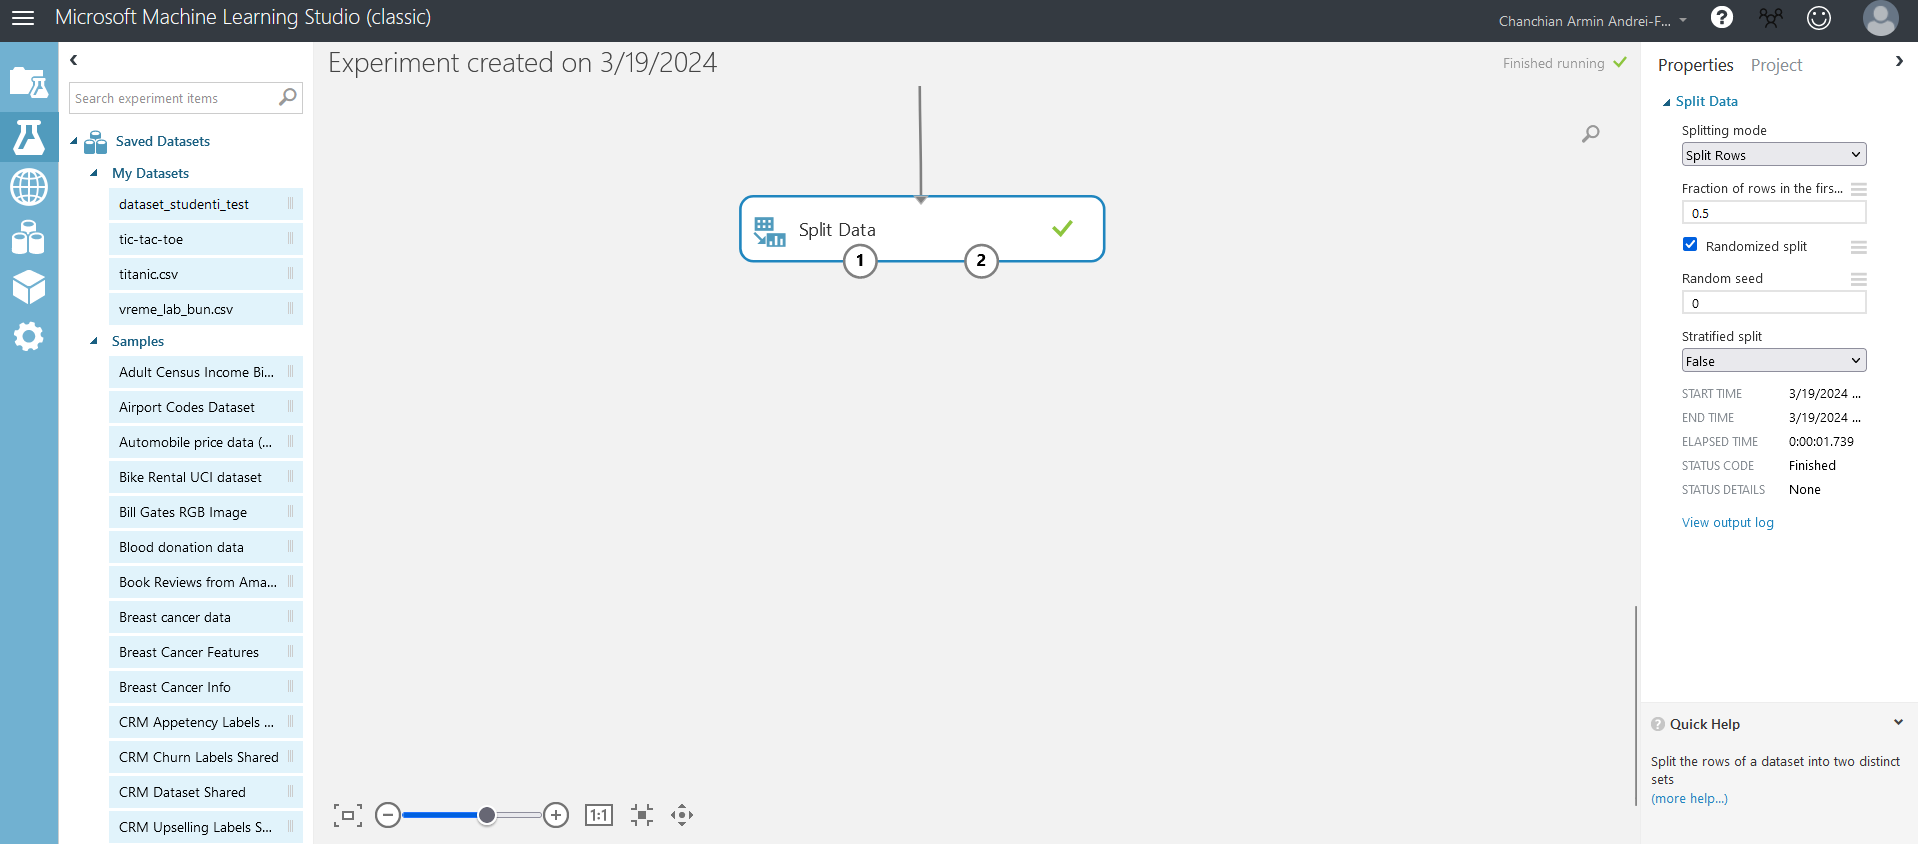 Microsoft Machine Learning Studio (classic)
Chanchian Armin Andrei-F...
Search experiment items
Saved Datasets
My Datasets
dataset_studenti_test
tic-tac-toe
titanic.csv
vreme_lab_bun.csv
Samples
Adult Census Income Bi...
Airport Codes Dataset
Automobile price data (...
Bike Rental UCI dataset
Bill Gates RGB Image
Blood donation data
Book Reviews from Ama...
Breast cancer data
Breast Cancer Features
Breast Cancer Info
CRM Appetency Labels ...
CRM Churn Labels Shared
CRM Dataset Shared
CRM Upselling Labels S...
Experiment created on 3/19/2024
Finished running
Split Data
1
2
1:1
Properties
Project
Split Data
Splitting mode
Split Rows
Fraction of rows in the firs...
0.5
Randomized split
Random seed
0
Stratified split
False
START TIME 3/19/2024 ...
END TIME 3/19/2024 ...
ELAPSED TIME 0:00:01.739
STATUS CODE Finished
STATUS DETAILS None
View output log
Quick Help
Split the rows of a dataset into two distinct
sets
(more help...)